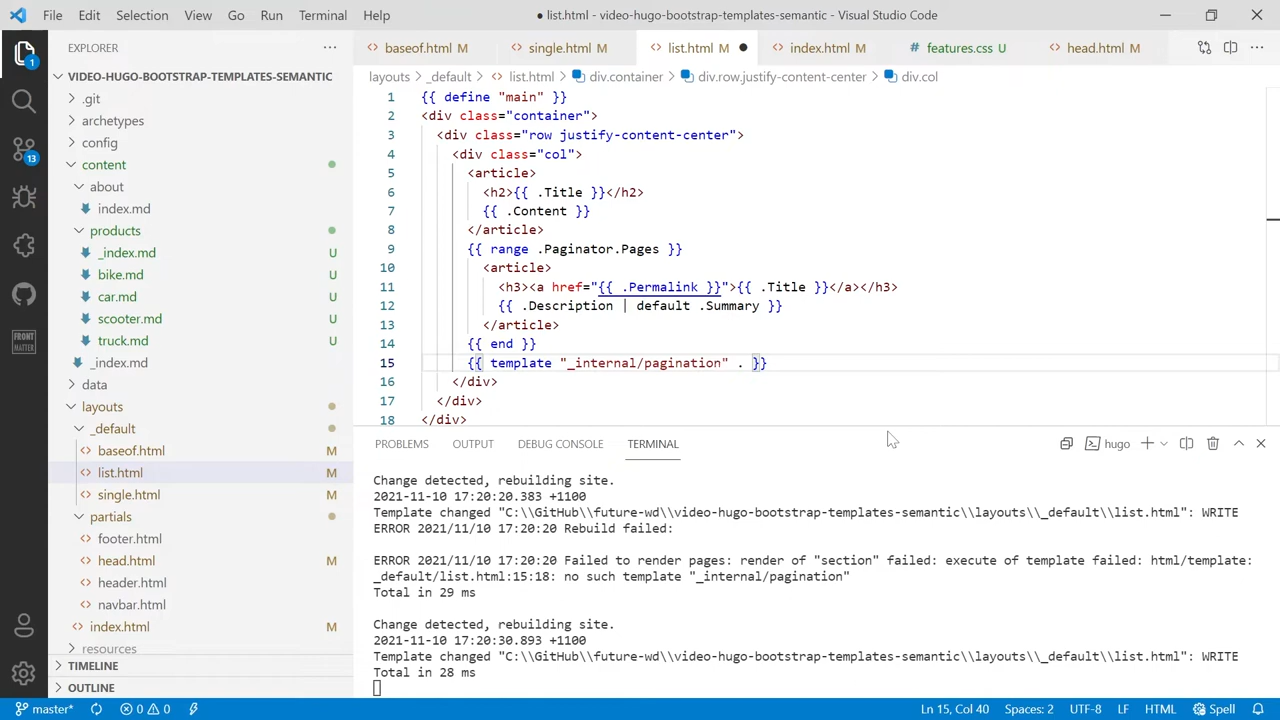 File Edit Selection View Go Run Terminal Help
● list.html - video-hugo-bootstrap-templates-semantic - Visual Studio Code
EXPLORER
VIDEO-HUGO-BOOTSTRAP-TEMPLATES-SEMANTIC
.git
archetypes
config
content
about
index.md
products
_index.md U
bike.md U
car.md U
scooter.md U
truck.md U
_index.md
data
layouts
_default
baseof.html M
list.html M
single.html M
partials
footer.html
head.html M
header.html
navbar.html
index.html M
resources
TIMELINE
OUTLINE
1
13
FRONT
MATTER
<> baseof.html M <> single.html M <> list.html M ● <> index.html M # features.css U <> head.html M
layouts > _default > <> list.html > div.container > div.row.justify-content-center > div.col
1 {{ define "main" }}
2 <div class="container">
3 <div class="row justify-content-center">
4 <div class="col">
5 <article>
6 <h2>{{ .Title }}</h2>
7 {{ .Content }}
8 </article>
9 {{ range .Paginator.Pages }}
10 <article>
11 <h3><a href="{{ .Permalink }}">{{ .Title }}</a></h3>
12 {{ .Description | default .Summary }}
13 </article>
14 {{ end }}
15 {{ template "_internal/pagination" . }}
16 </div>
17 </div>
18 </div>
PROBLEMS OUTPUT DEBUG CONSOLE TERMINAL
hugo
Change detected, rebuilding site.
2021-11-10 17:20:20.383 +1100
Template changed "C:\\GitHub\\future-wd\\video-hugo-bootstrap-templates-semantic\\layouts\\_default\\list.html": WRITE
ERROR 2021/11/10 17:20:20 Rebuild failed:
ERROR 2021/11/10 17:20:20 Failed to render pages: render of "section" failed: execute of template failed: html/template:
_default/list.html:15:18: no such template "_internal/pagination"
Total in 29 ms
Change detected, rebuilding site.
2021-11-10 17:20:30.893 +1100
Template changed "C:\\GitHub\\future-wd\\video-hugo-bootstrap-templates-semantic\\layouts\\_default\\list.html": WRITE
Total in 28 ms
master* 0 0 Ln 15, Col 40 Spaces: 2 UTF-8 LF HTML Spell